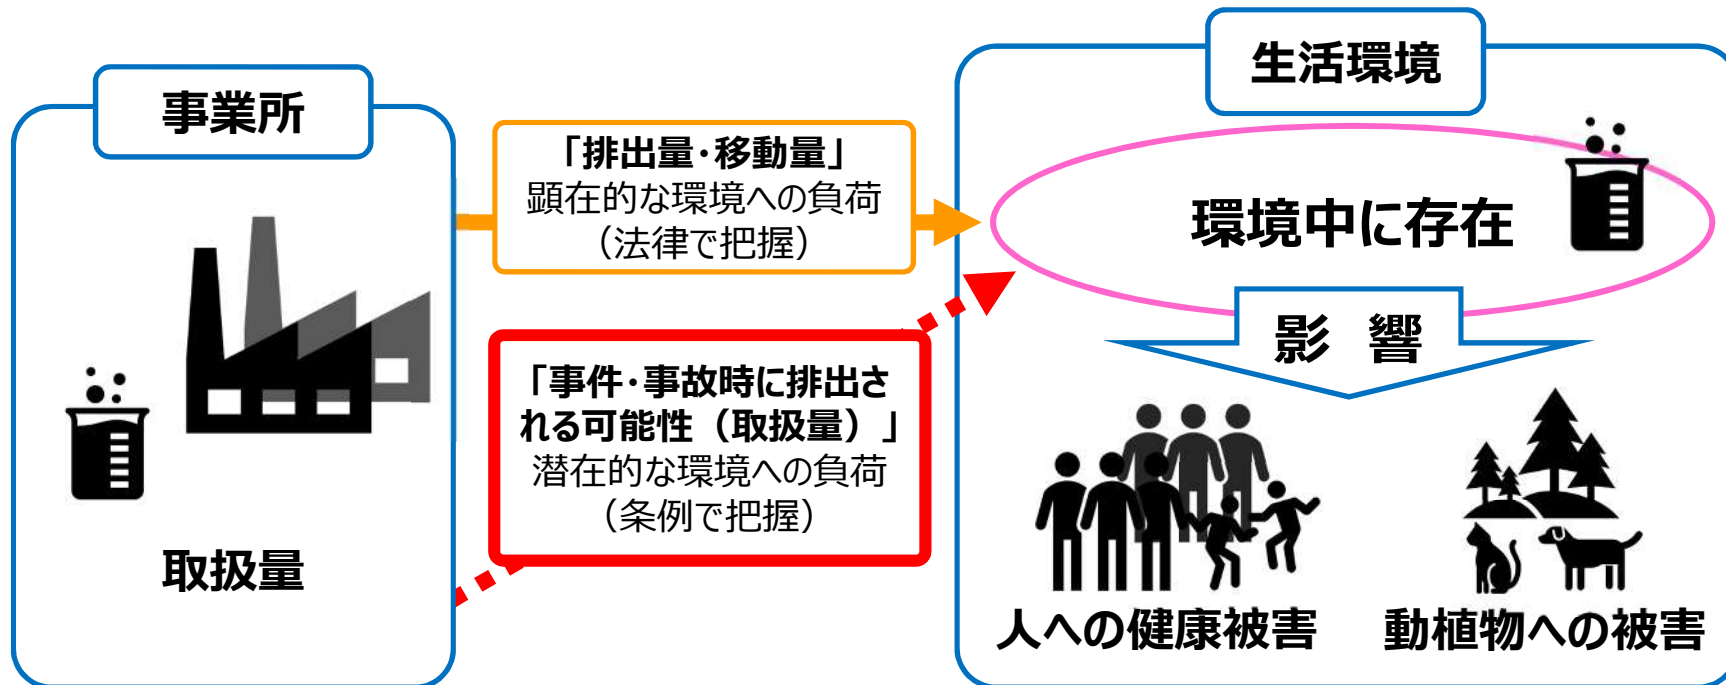 事業所
取扱量
「排出量・移動量」
顕在的な環境への負荷
（法律で把握）
「事件・事故時に排出さ
れる可能性（取扱量）」
潜在的な環境への負荷
（条例で把握）
生活環境
環境中に存在
影　響
人への健康被害
動植物への被害